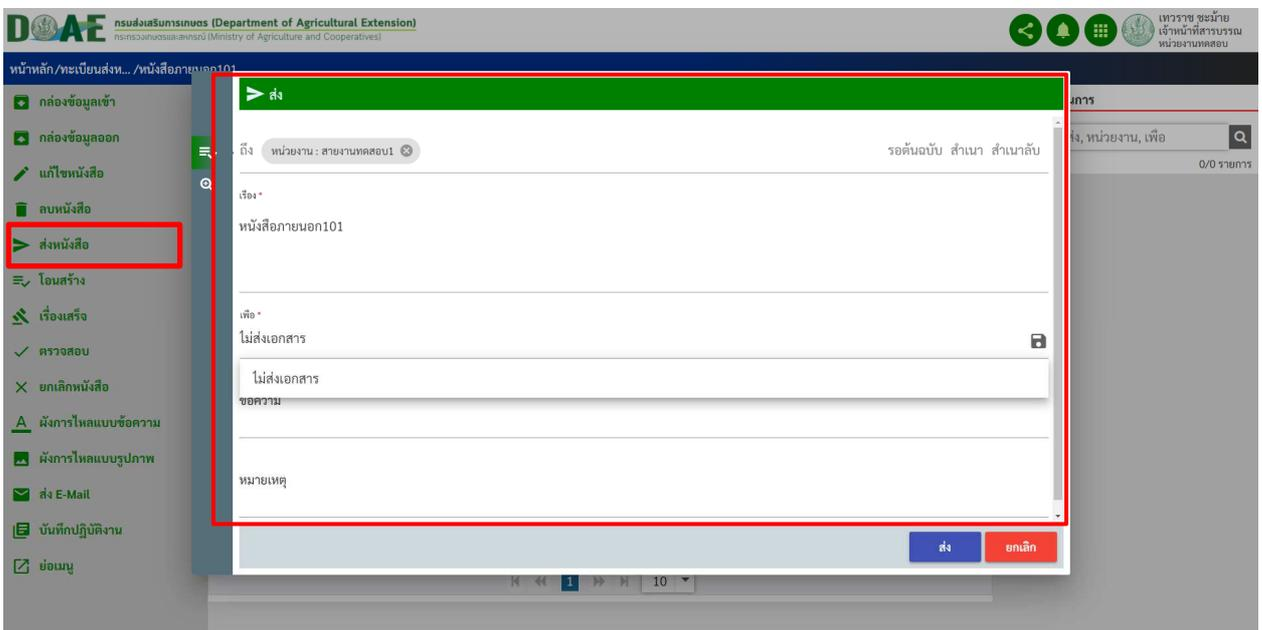 DOAE
กรมส่งเสริมการเกษตร (Department of Agricultural Extension)
กระทรวงเกษตรและสหกรณ์ (Ministry of Agriculture and Cooperatives)
เทวราช ชะม้าย
เจ้าหน้าที่สารบรรณ
หน่วยงานทดสอบ
หน้าหลัก/ทะเบียนส่งห... /หนังสือภายนอก101
กล่องข้อมูลเข้า
กล่องข้อมูลออก
แก้ไขหนังสือ
ลบหนังสือ
ส่งหนังสือ
โอนสร้าง
เรื่องเสร็จ
ตรวจสอบ
ยกเลิกหนังสือ
ผังการไหลแบบข้อความ
ผังการไหลแบบรูปภาพ
ส่ง E-Mail
บันทึกปฏิบัติงาน
ย่อเมนู
ส่ง
ถึง หน่วยงาน : สายงานทดสอบ1 รอต้นฉบับ สำเนา สำเนาลับ
เรื่อง *
หนังสือภายนอก101
เพื่อ *
ไม่ส่งเอกสาร
ไม่ส่งเอกสาร
ข้อความ
หมายเหตุ
ส่ง ยกเลิก
1 10
นการ
ส่ง, หน่วยงาน, เพื่อ
0/0 รายการ